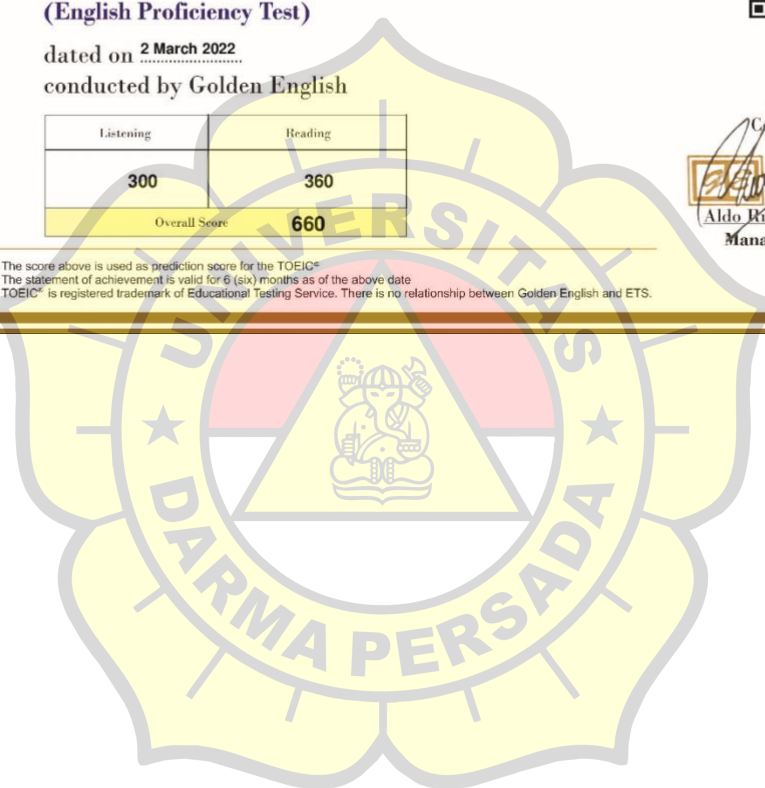 (English Proficiency Test)
dated on 2 March 2022
conducted by Golden English
Listening Reading
300 360
Overall Score 660
Aldo
Mana
The score above is used as prediction score for the TOEIC®
The statement of achievement is valid for 6 (six) months as of the above date
TOEIC® is registered trademark of Educational Testing Service. There is no relationship between Golden English and ETS.
UNIVERSITAS
DARMA PERSADA